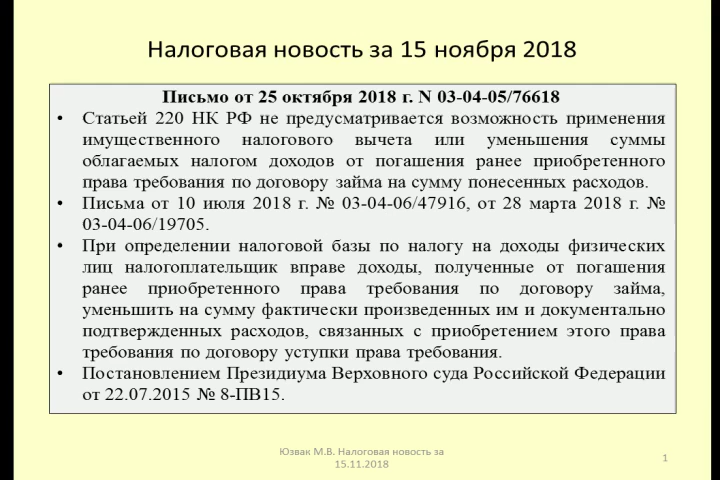 Налоговая новость за 15 ноября 2018
Письмо от 25 октября 2018 г. N 03-04-05/76618
• Статьей 220 НК РФ не предусматривается возможность применения
имущественного налогового вычета или уменьшения суммы
облагаемых налогом доходов от погашения ранее приобретенного
права требования по договору займа на сумму понесенных расходов.
• Письма от 10 июля 2018 г. № 03-04-06/47916, от 28 марта 2018 г. №
03-04-06/19705.
• При определении налоговой базы по налогу на доходы физических
лиц налогоплательщик вправе доходы, полученные от погашения
ранее приобретенного права требования по договору займа,
уменьшить на сумму фактически произведенных им и документально
подтвержденных расходов, связанных с приобретением этого права
требования по договору уступки права требования.
• Постановлением Президиума Верховного суда Российской Федерации
от 22.07.2015 № 8-ПВ15.
Юзвак М.В. Налоговая новость за
15.11.2018
1